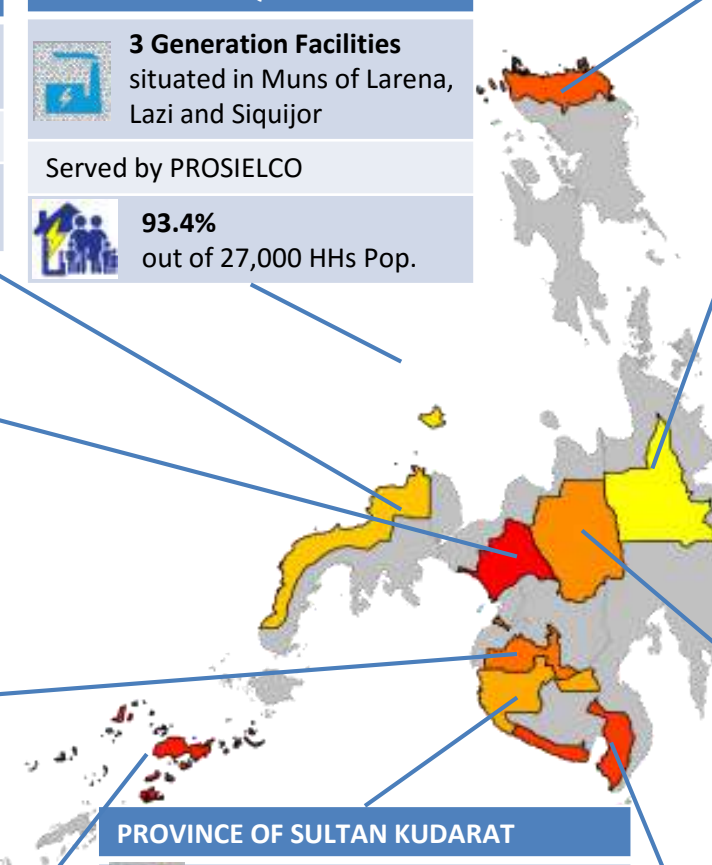 3 Generation Facilities
situated in Muns of Larena,
Lazi and Siquijor
Served by PROSIELCO
93.4%
out of 27,000 HHs Pop.
PROVINCE OF SULTAN KUDARAT